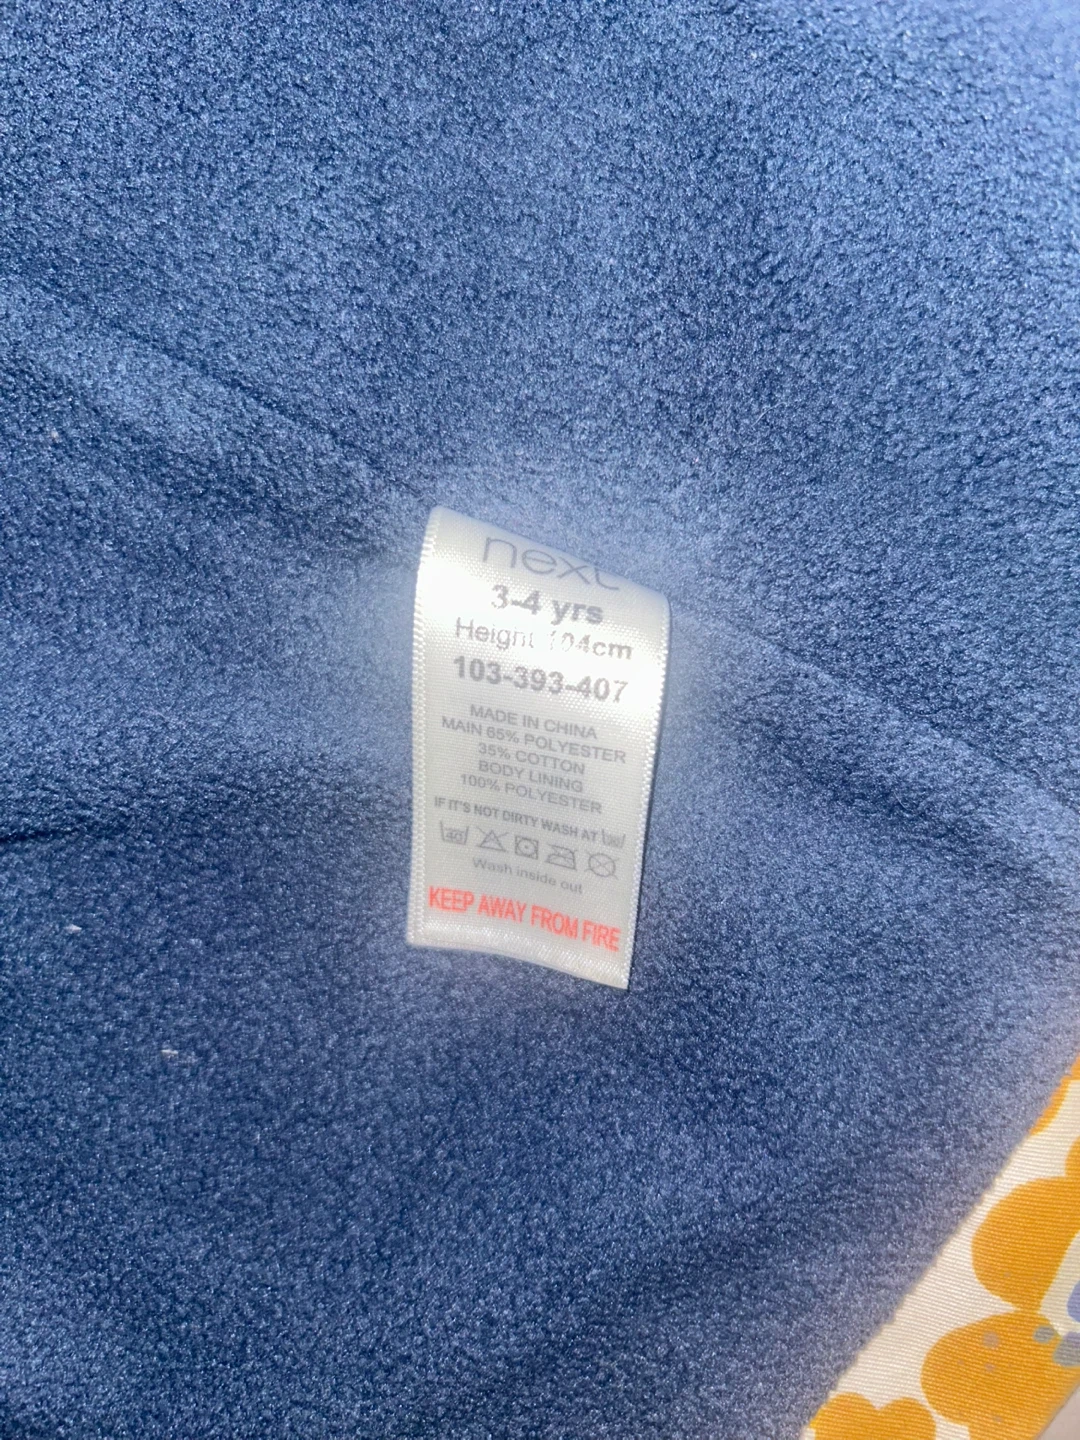 next
3-4 yrs
Height 104cm
103-393-407
MADE IN CHINA
MAIN 65% POLYESTER
35% COTTON
BODY LINING
100% POLYESTER
IF IT'S NOT DIRTY WASH AT
40
Wash inside out
KEEP AWAY FROM FIRE